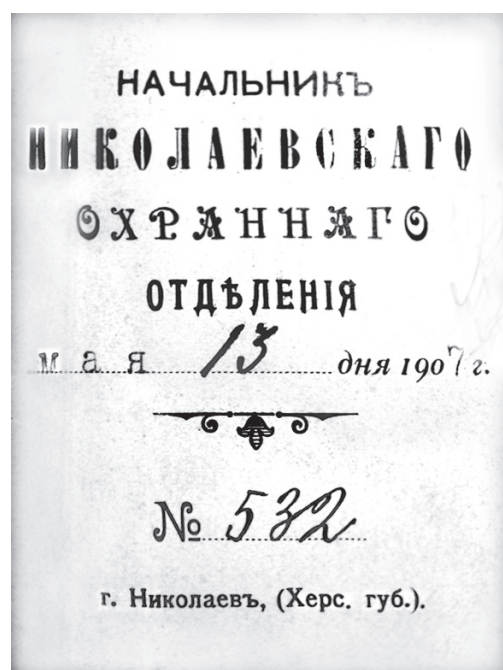 НАЧАЛЬНИКЪ
НИКОЛАЕВСКАГО
ОХРАННАГО
ОТДѢЛЕНІЯ
мая 13 дня 1907 г.
№ 532
г. Николаевъ, (Херс. губ.).